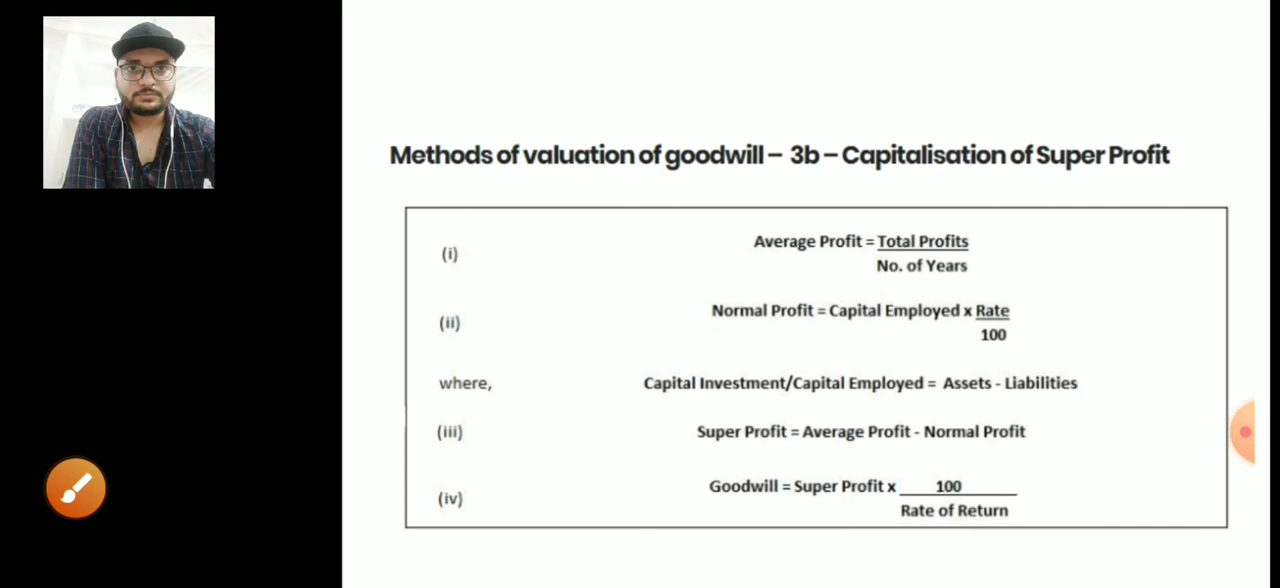 Methods of valuation of goodwill – 3b – Capitalisation of Super Profit
(i) Average Profit = Total Profits
No. of Years
(ii) Normal Profit = Capital Employed x Rate
100
where, Capital Investment/Capital Employed = Assets - Liabilities
(iii) Super Profit = Average Profit - Normal Profit
(iv) Goodwill = Super Profit x 100
Rate of Return